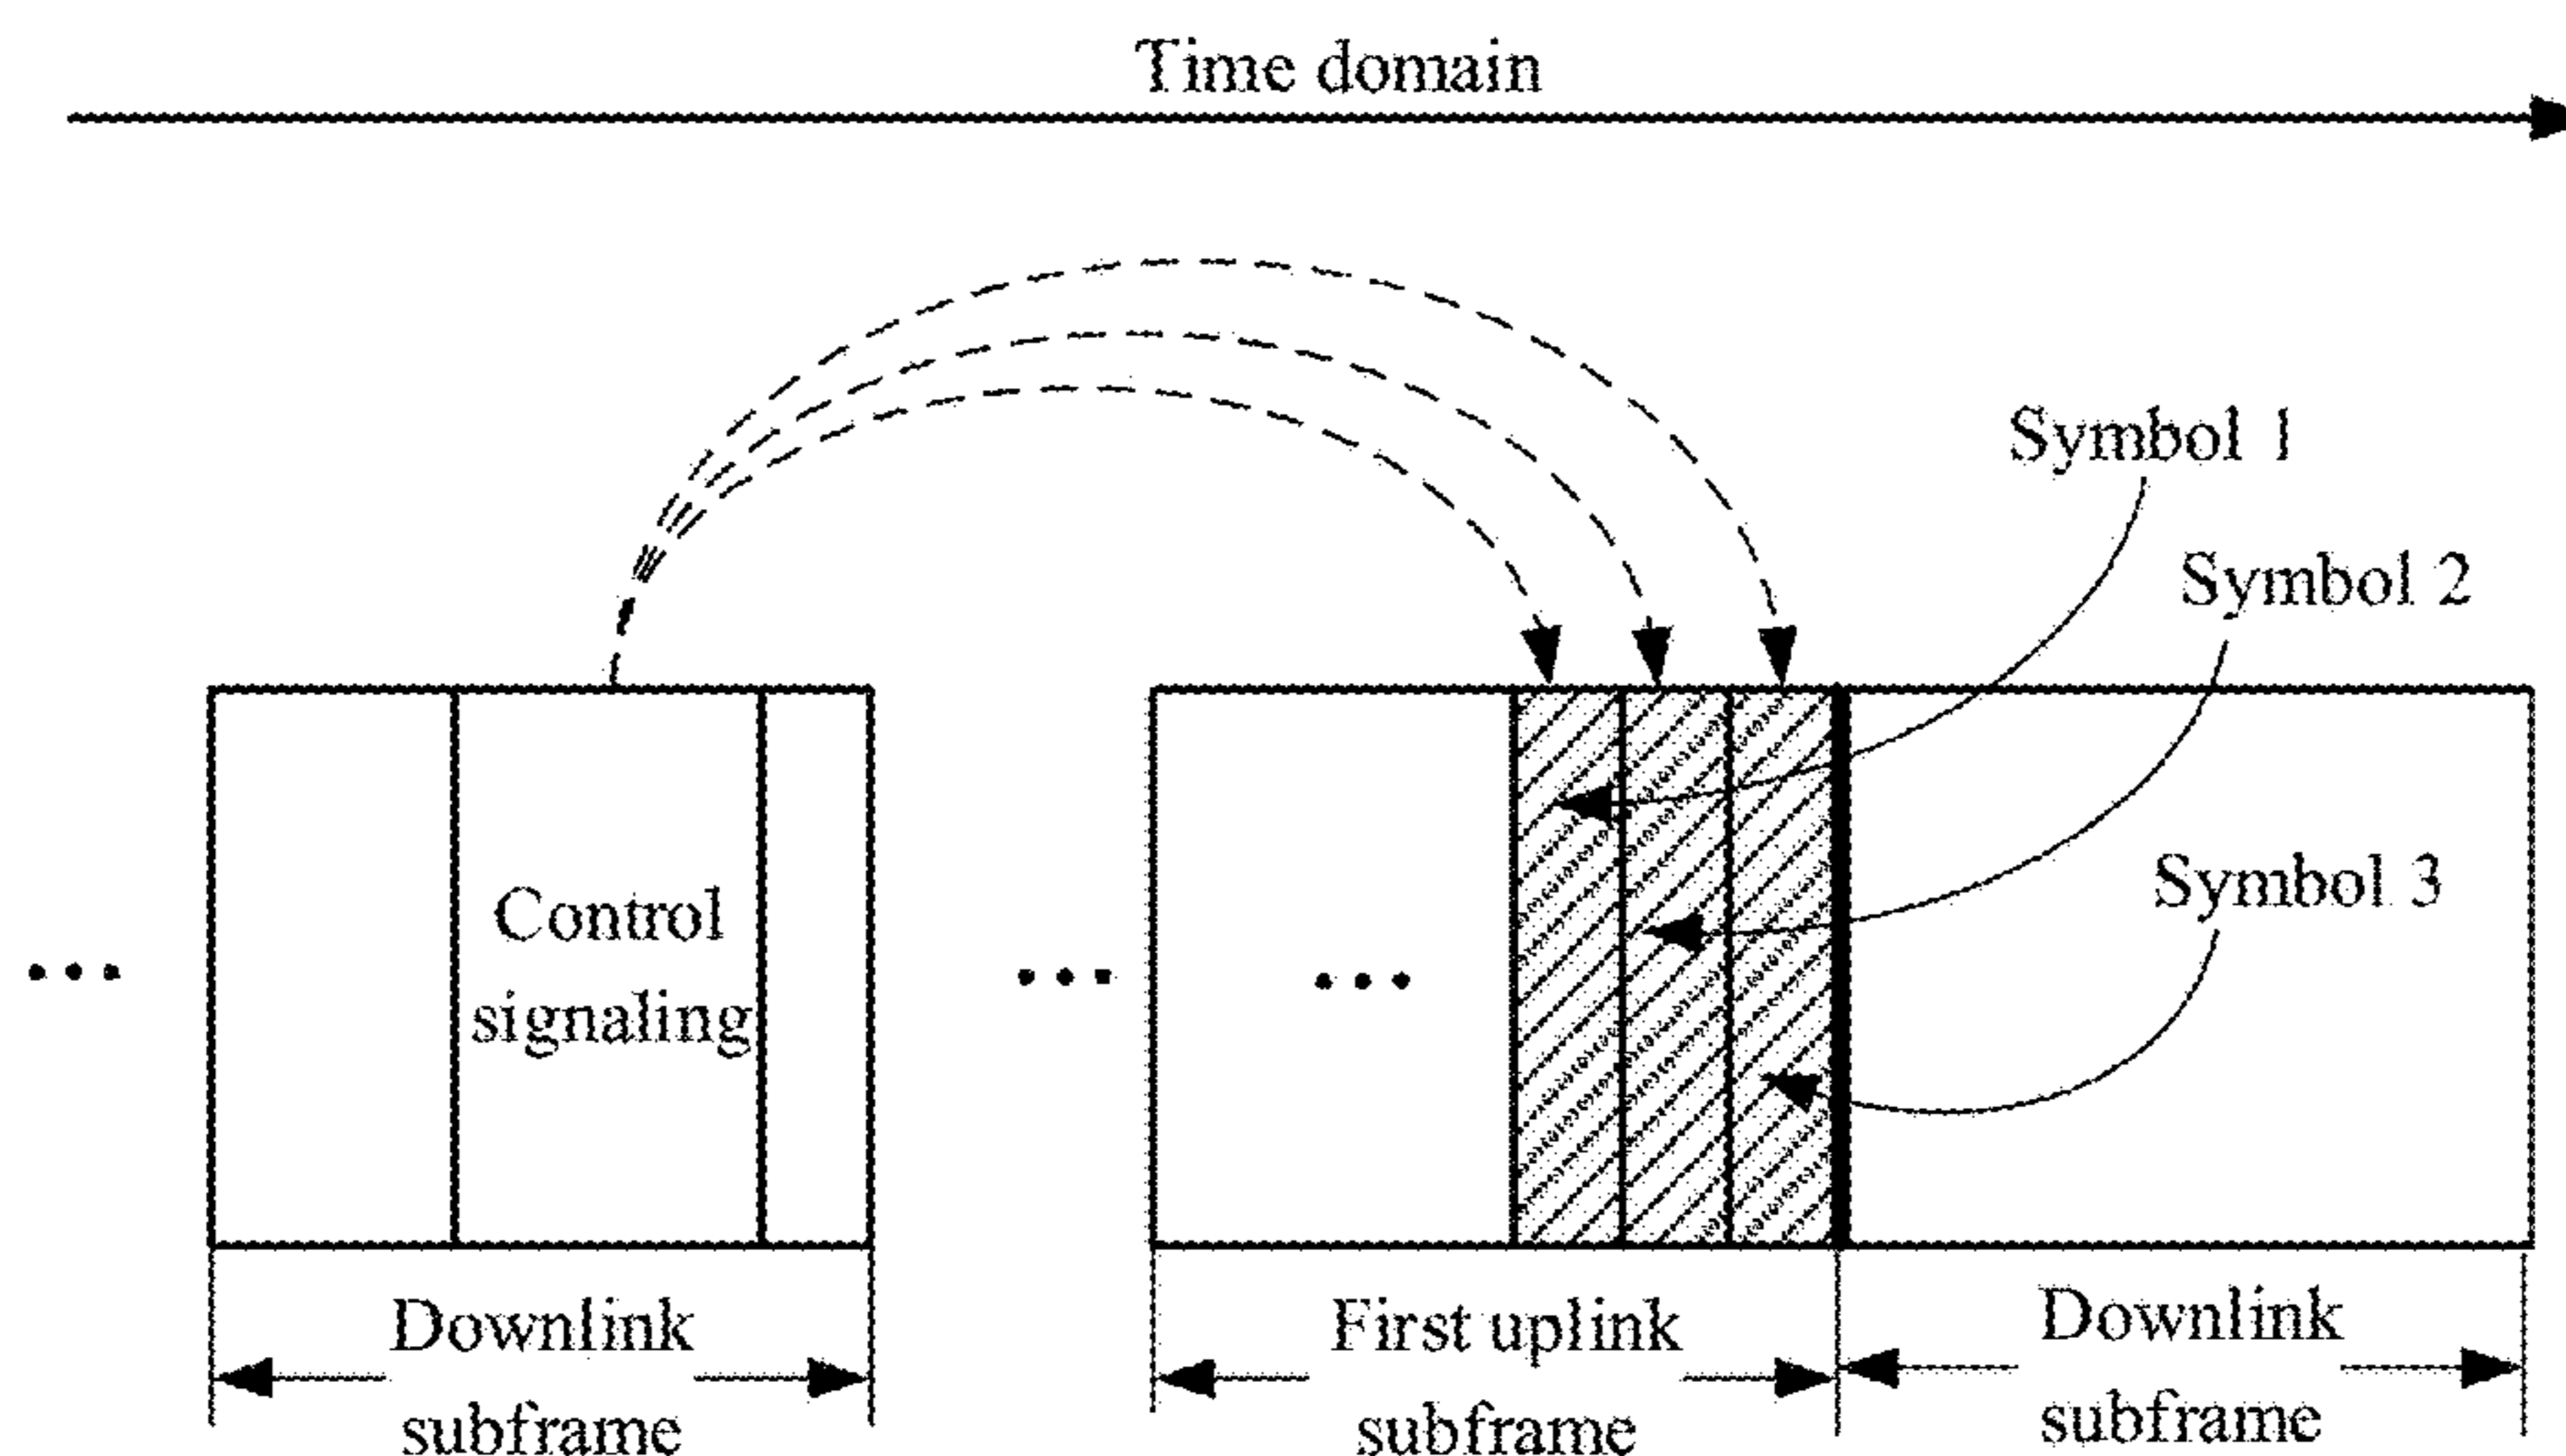 Time domain
Symbol 1
Symbol 2
Symbol 3
Control
signaling
• • •
• • •
• • •
Downlink
subframe
First uplink
subframe
Downlink
subframe